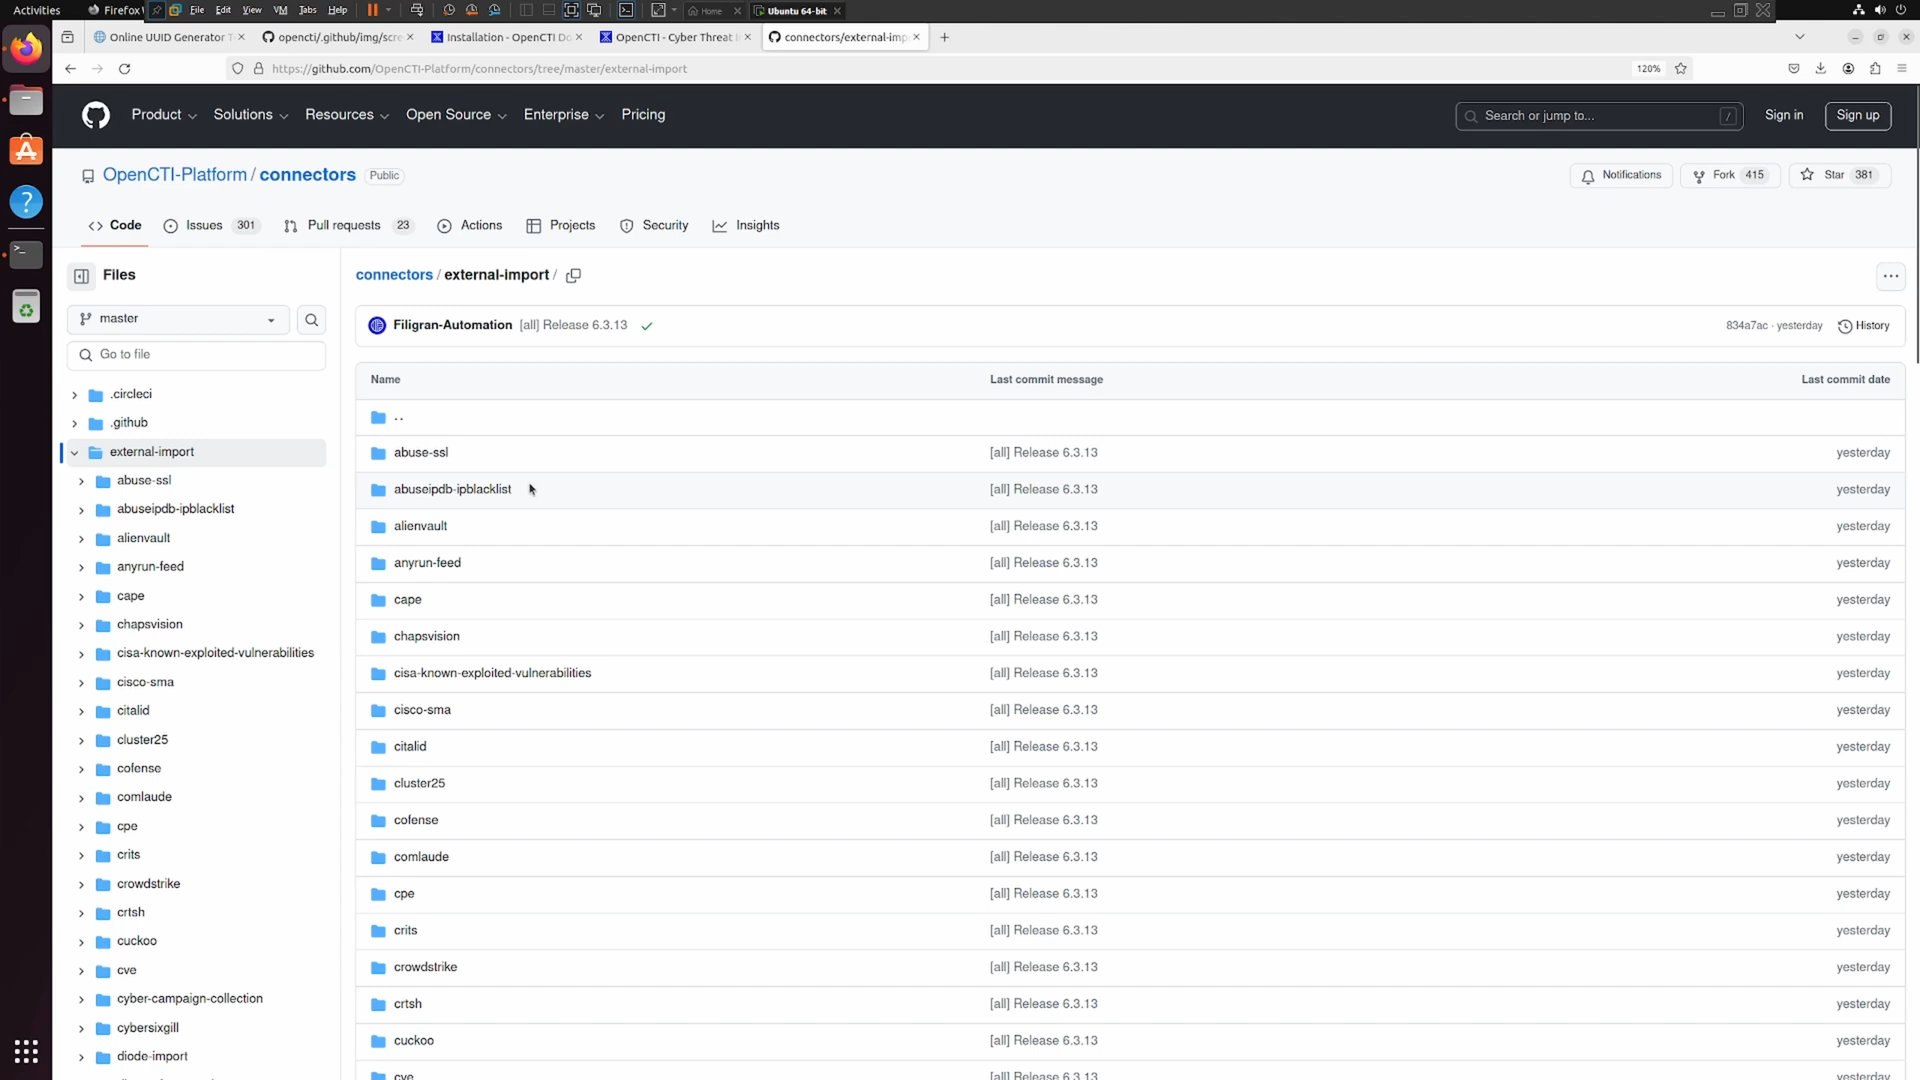 Activities
Firefox
File
Edit
View
VM
Tabs
Help
Home
Ubuntu 64-bit
Online UUID Generator T
opencti/.github/img/scre
Installation - OpenCTI Do
OpenCTI - Cyber Threat I
connectors/external-imp
https://github.com/OpenCTI-Platform/connectors/tree/master/external-import
120%
Product
Solutions
Resources
Open Source
Enterprise
Pricing
Search or jump to...
/
Sign in
Sign up
OpenCTI-Platform / connectors
Public
Notifications
Fork 415
Star 381
Code
Issues 301
Pull requests 23
Actions
Projects
Security
Insights
Files
master
Go to file
.circleci
.github
external-import
abuse-ssl
abuseipdb-ipblacklist
alienvault
anyrun-feed
cape
chapsvision
cisa-known-exploited-vulnerabilities
cisco-sma
citalid
cluster25
cofense
comlaude
cpe
crits
crowdstrike
crtsh
cuckoo
cve
cyber-campaign-collection
cybersixgill
diode-import
connectors / external-import /
Filigran-Automation [all] Release 6.3.13
834a7ac · yesterday
History
Name Last commit message Last commit date
..
abuse-ssl [all] Release 6.3.13 yesterday
abuseipdb-ipblacklist [all] Release 6.3.13 yesterday
alienvault [all] Release 6.3.13 yesterday
anyrun-feed [all] Release 6.3.13 yesterday
cape [all] Release 6.3.13 yesterday
chapsvision [all] Release 6.3.13 yesterday
cisa-known-exploited-vulnerabilities [all] Release 6.3.13 yesterday
cisco-sma [all] Release 6.3.13 yesterday
citalid [all] Release 6.3.13 yesterday
cluster25 [all] Release 6.3.13 yesterday
cofense [all] Release 6.3.13 yesterday
comlaude [all] Release 6.3.13 yesterday
cpe [all] Release 6.3.13 yesterday
crits [all] Release 6.3.13 yesterday
crowdstrike [all] Release 6.3.13 yesterday
crtsh [all] Release 6.3.13 yesterday
cuckoo [all] Release 6.3.13 yesterday
cve [all] Release 6.3.13 yesterday